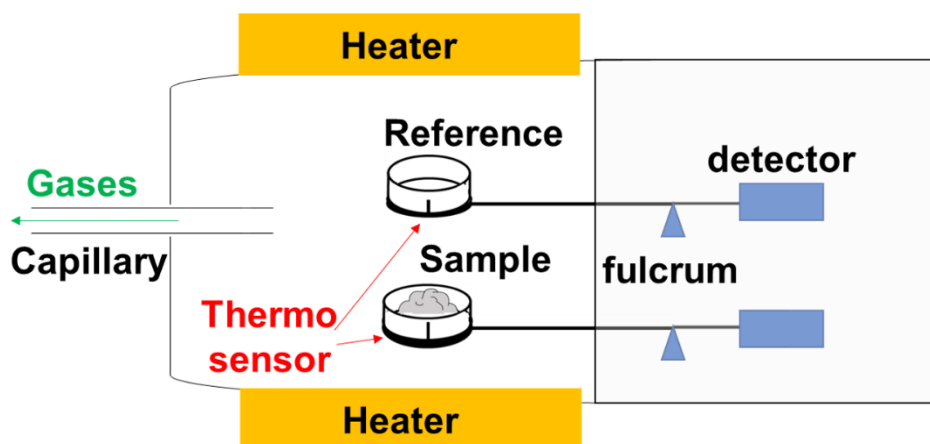 Heater
Reference
detector
Gases
Capillary
Sample
fulcrum
Thermo
sensor
Heater